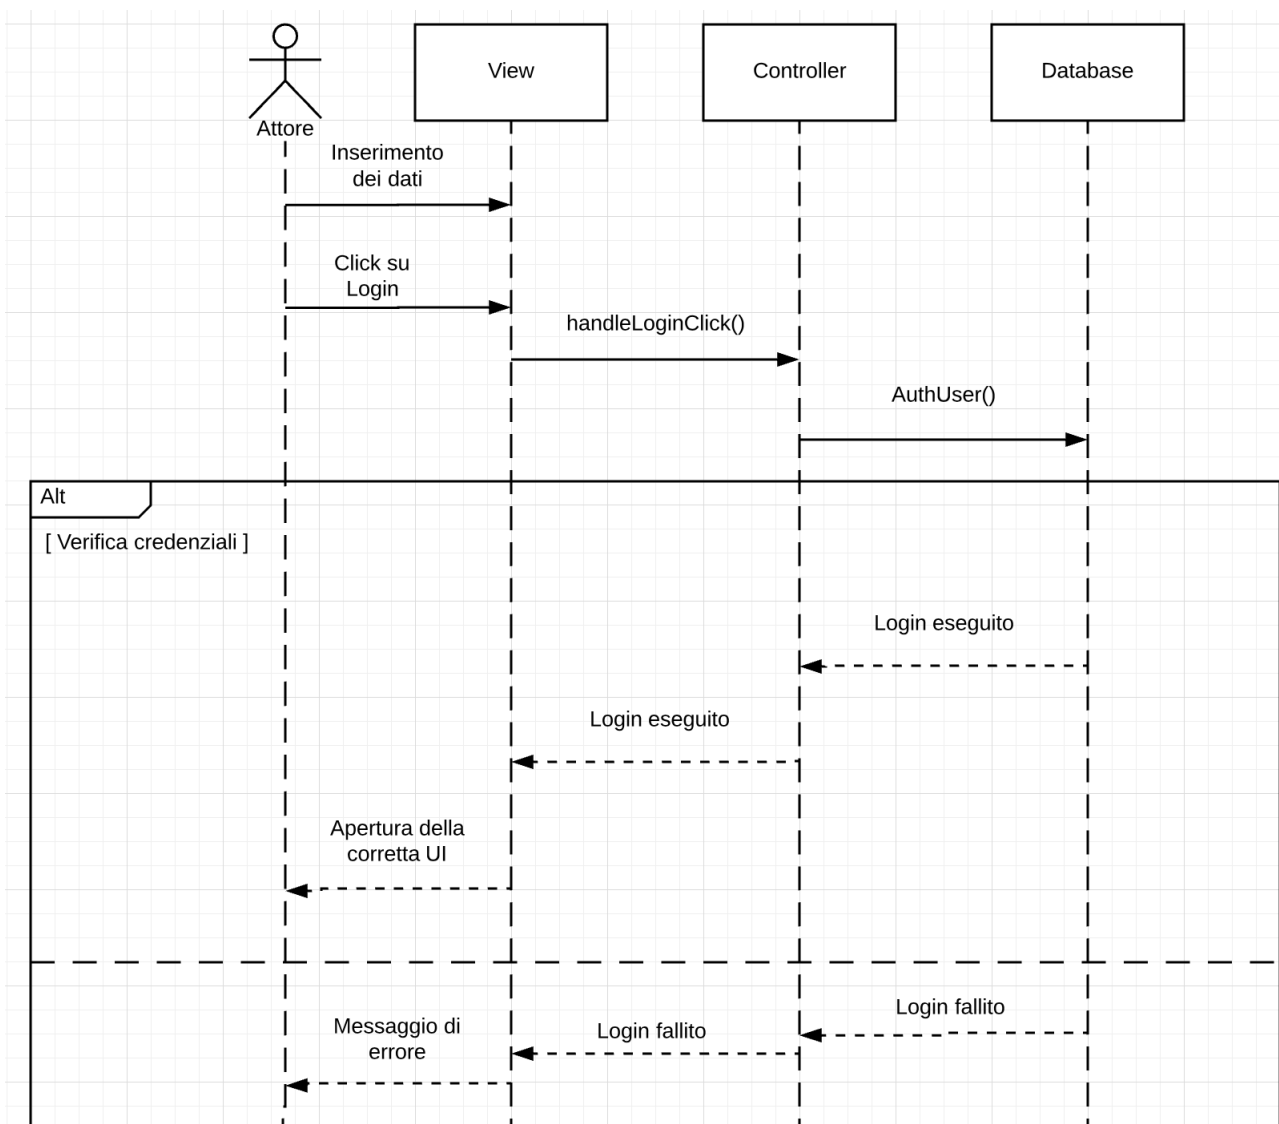 View
Controller
Database
Attore
Inserimento
dei dati
Click su
Login
handleLoginClick()
AuthUser()
Alt
[ Verifica credenziali ]
Login eseguito
Login eseguito
Apertura della
corretta UI
Login fallito
Login fallito
Messaggio di
errore